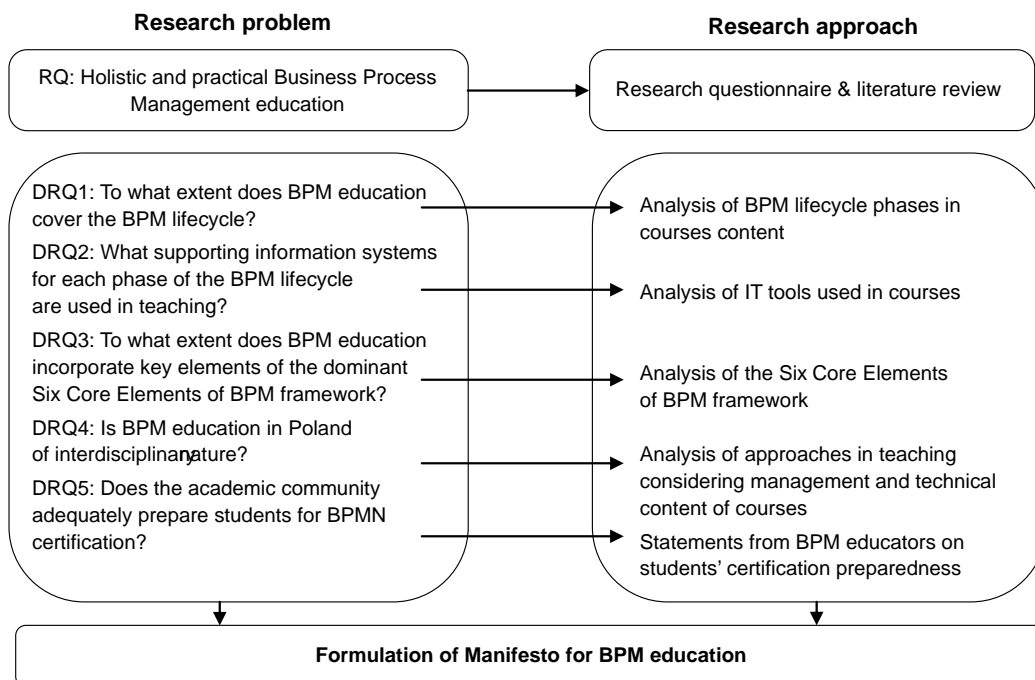 Research problem
Research approach
RQ: Holistic and practical Business Process
Management education
Research questionnaire & literature review
DRQ1: To what extent does BPM education
cover the BPM lifecycle?
DRQ2: What supporting information systems
for each phase of the BPM lifecycle
are used in teaching?
DRQ3: To what extent does BPM education
incorporate key elements of the dominant
Six Core Elements of BPM framework?
DRQ4: Is BPM education in Poland
of interdisciplinary nature?
DRQ5: Does the academic community
adequately prepare students for BPMN
certification?
Analysis of BPM lifecycle phases in
courses content
Analysis of IT tools used in courses
Analysis of the Six Core Elements
of BPM framework
Analysis of approaches in teaching
considering management and technical
content of courses
Statements from BPM educators on
students’ certification preparedness
Formulation of Manifesto for BPM education